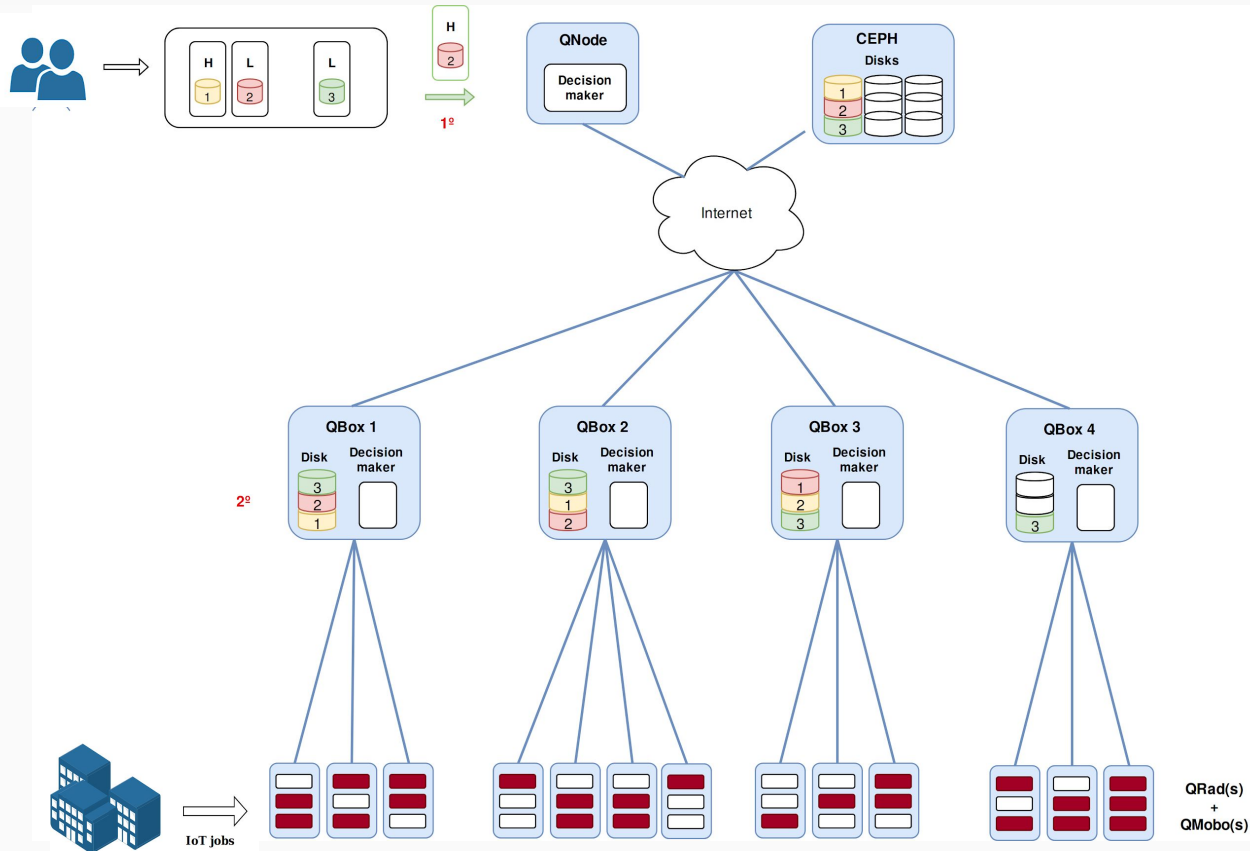 H
L
L
1
2
3
H
2
1º
QNode
Decision
maker
CEPH
Disks
1
2
3
Internet
2º
QBox 1
Disk
Decision
maker
3
2
1
QBox 2
Disk
Decision
maker
3
1
2
QBox 3
Disk
Decision
maker
1
2
3
QBox 4
Disk
Decision
maker
3
IoT jobs
QRad(s)
+
QMobo(s)